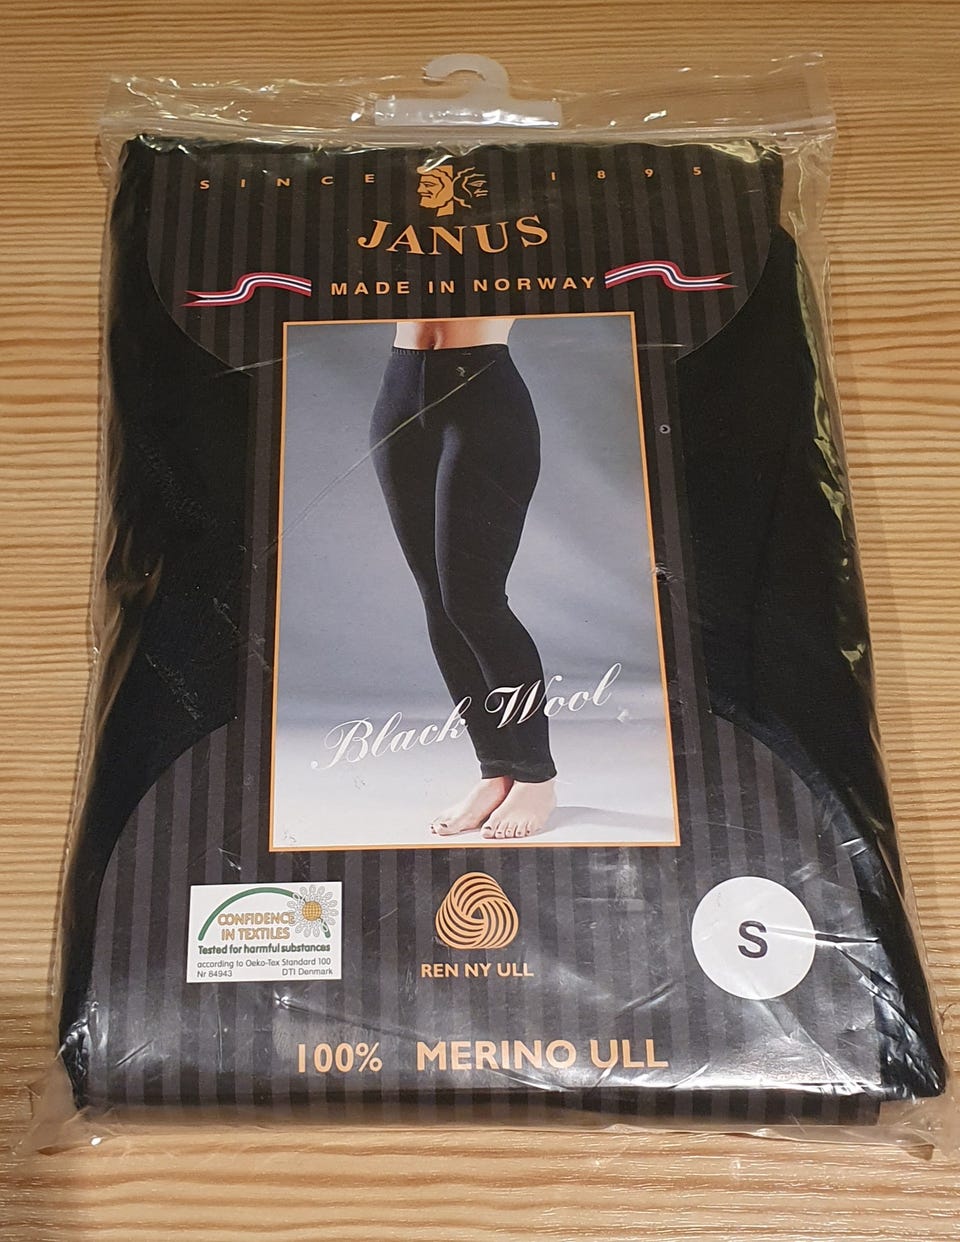 SINCE 1895
JANUS
MADE IN NORWAY
Black Wool
CONFIDENCE
IN TEXTILES
Tested for harmful substances
according to Oeko-Tex Standard 100
Nr 84943 DTI Denmark
REN NY ULL
S
100% MERINO ULL